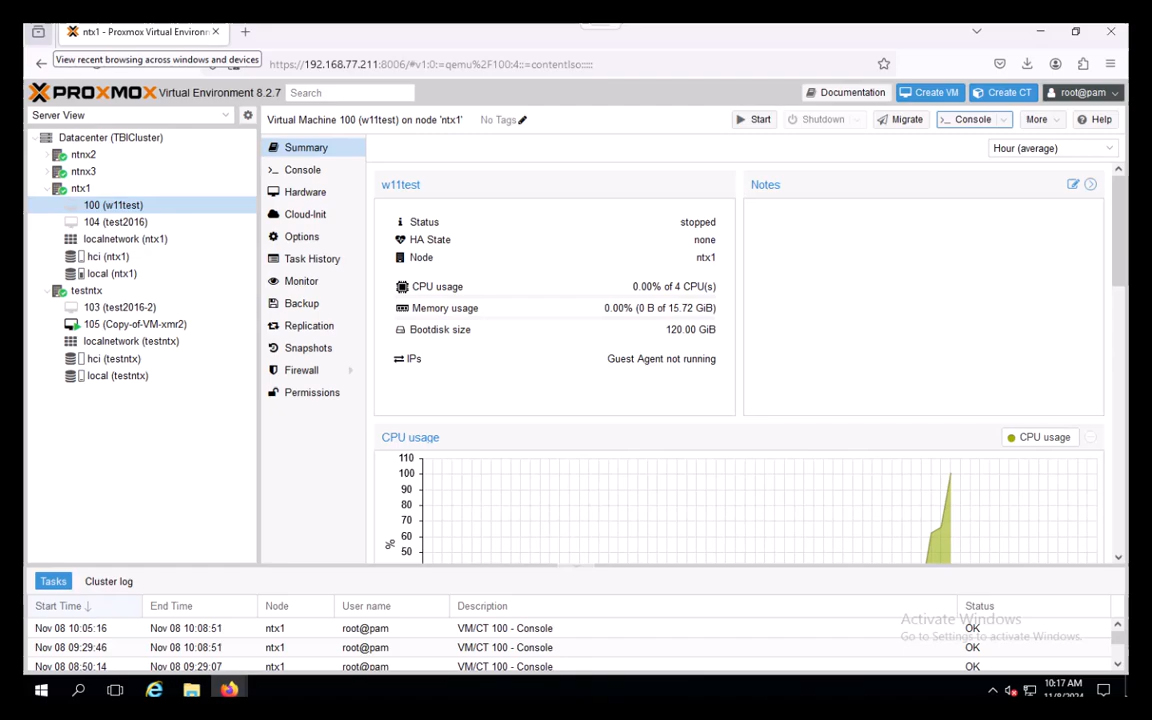 ntx1 - Proxmox Virtual Environm
View recent browsing across windows and devices
https://192.168.77.211:8006/#v1:0:=qemu%2F100:4::=contentIso:::::
PROXMOX Virtual Environment 8.2.7
Search
Documentation
Create VM
Create CT
root@pam
Server View
Virtual Machine 100 (w11test) on node 'ntx1'
No Tags
Start
Shutdown
Migrate
Console
More
Help
Datacenter (TBICluster)
ntnx2
ntnx3
ntx1
100 (w11test)
104 (test2016)
localnetwork (ntx1)
hci (ntx1)
local (ntx1)
testntx
103 (test2016-2)
105 (Copy-of-VM-xmr2)
localnetwork (testntx)
hci (testntx)
local (testntx)
Summary
Console
Hardware
Cloud-Init
Options
Task History
Monitor
Backup
Replication
Snapshots
Firewall
Permissions
Hour (average)
w11test
Status stopped
HA State none
Node ntx1
CPU usage 0.00% of 4 CPU(s)
Memory usage 0.00% (0 B of 15.72 GiB)
Bootdisk size 120.00 GiB
IPs Guest Agent not running
Notes
CPU usage
CPU usage
110
100
90
80
70
60
50
%
Tasks
Cluster log
Start Time End Time Node User name Description Status
Nov 08 10:05:16 Nov 08 10:08:51 ntx1 root@pam VM/CT 100 - Console OK
Nov 08 09:29:46 Nov 08 10:08:51 ntx1 root@pam VM/CT 100 - Console OK
Nov 08 08:50:14 Nov 08 09:29:07 ntx1 root@pam VM/CT 100 - Console OK
Activate Windows
Go to Settings to activate Windows.
10:17 AM
11/8/2024